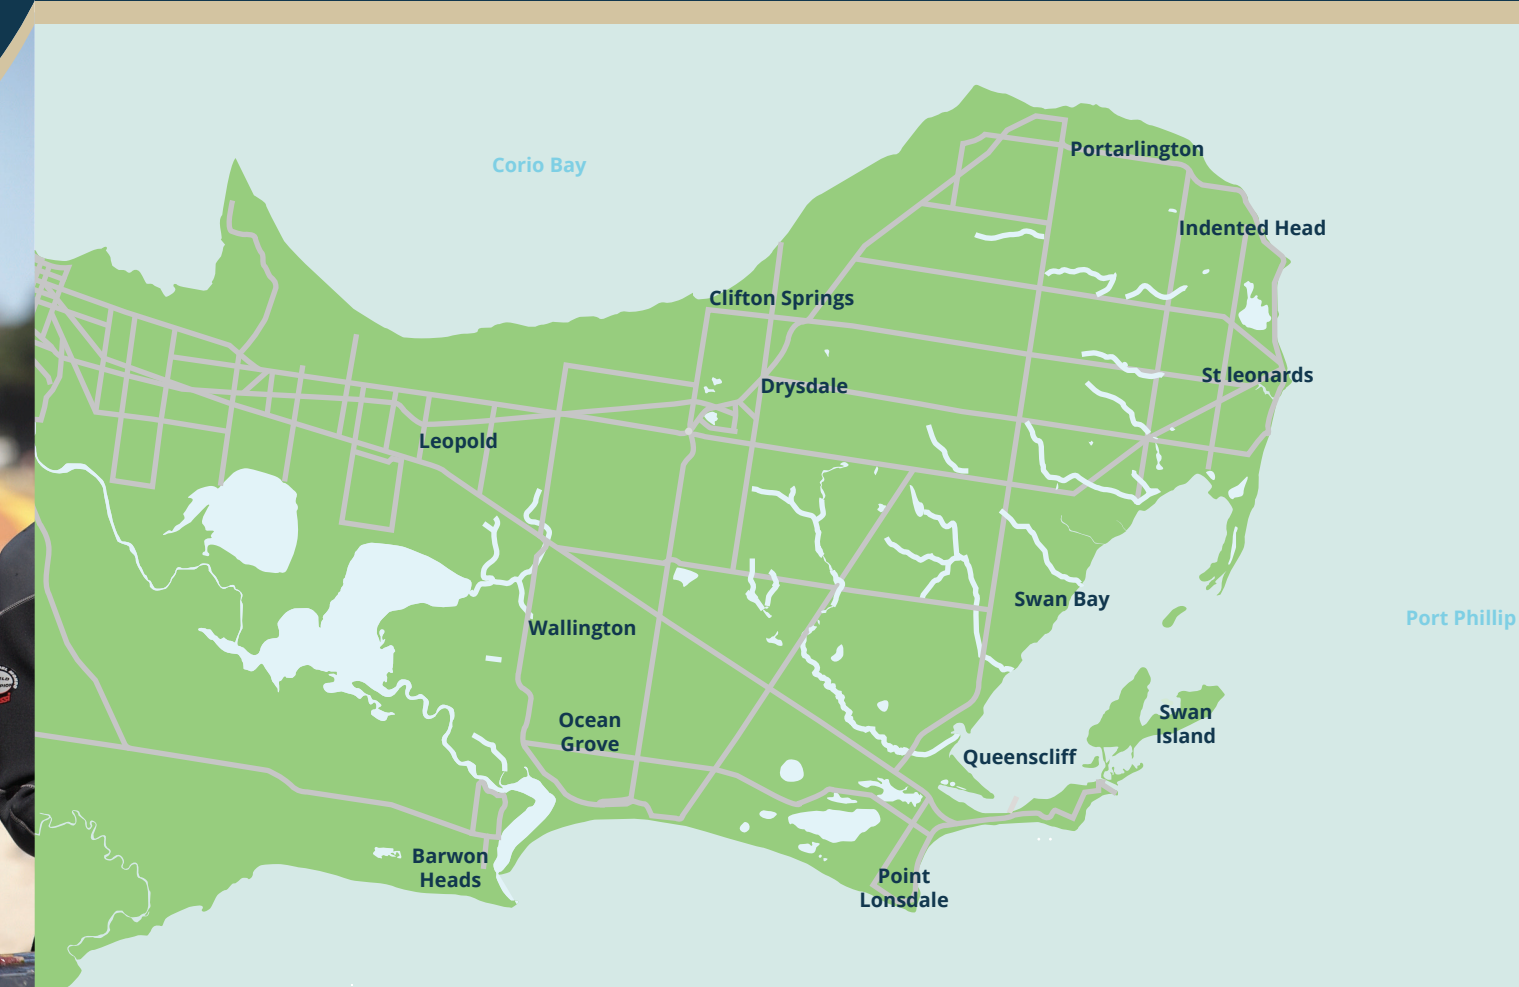 Portarlington
Corio Bay
Indented Head
Clifton Springs
St leonards
Drysdale
Leopold
Swan Bay
Port Phillip
Wallington
Ocean
Grove
Swan
Island
Queenscliff
Barwon
Heads
Point
Lonsdale